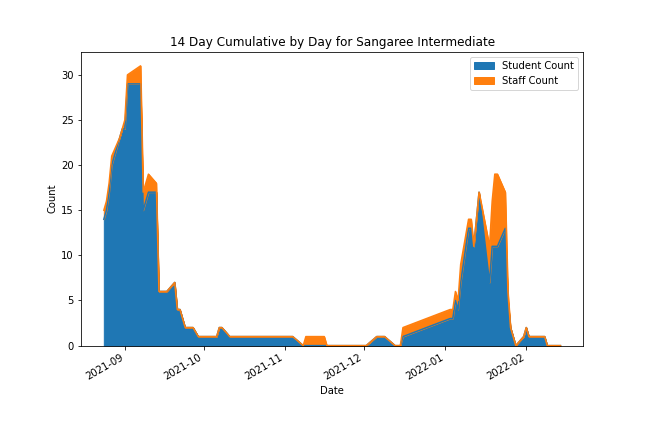 14 Day Cumulative by Day for Sangaree Intermediate
Student Count
Staff Count
Count
30
25
20
15
10
5
0
2021-09
2021-10
2021-11
2021-12
2022-01
2022-02
Date